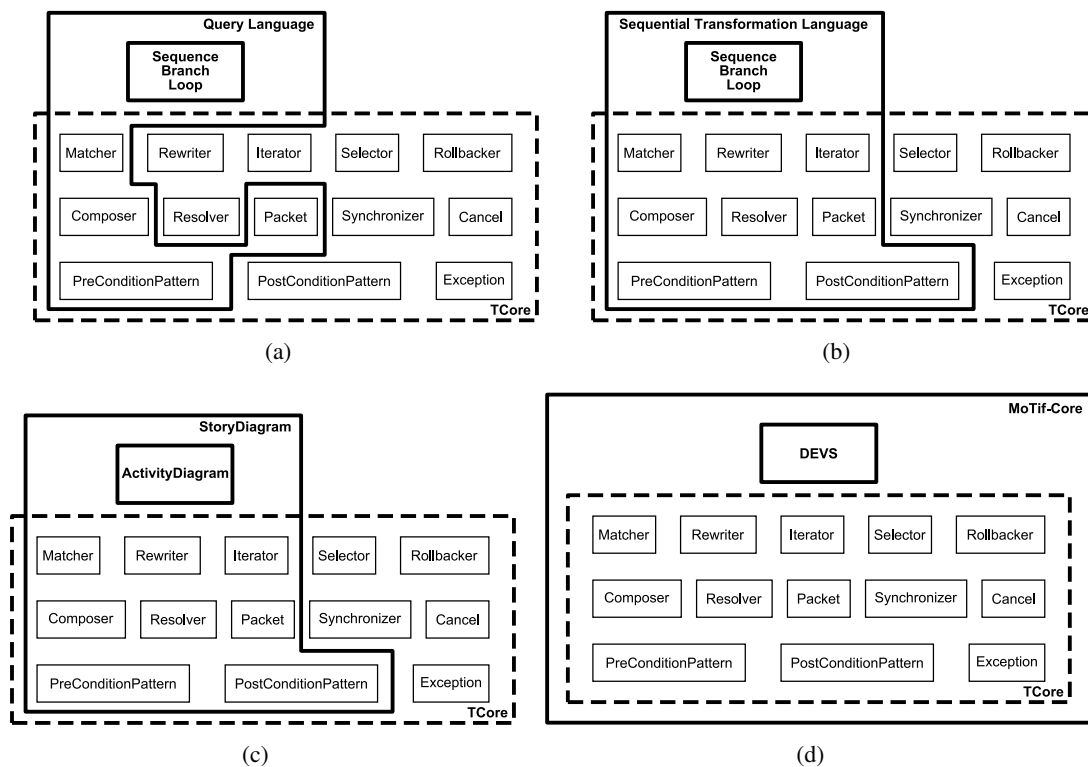 Query Language
Sequence
Branch
Loop
Matcher Rewriter Iterator Selector Rollbacker
Composer Resolver Packet Synchronizer Cancel
PreConditionPattern PostConditionPattern Exception
TCore
(a)
Sequential Transformation Language
Sequence
Branch
Loop
Matcher Rewriter Iterator Selector Rollbacker
Composer Resolver Packet Synchronizer Cancel
PreConditionPattern PostConditionPattern Exception
TCore
(b)
StoryDiagram
ActivityDiagram
Matcher Rewriter Iterator Selector Rollbacker
Composer Resolver Packet Synchronizer Cancel
PreConditionPattern PostConditionPattern Exception
TCore
(c)
MoTif-Core
DEVS
Matcher Rewriter Iterator Selector Rollbacker
Composer Resolver Packet Synchronizer Cancel
PreConditionPattern PostConditionPattern Exception
TCore
(d)